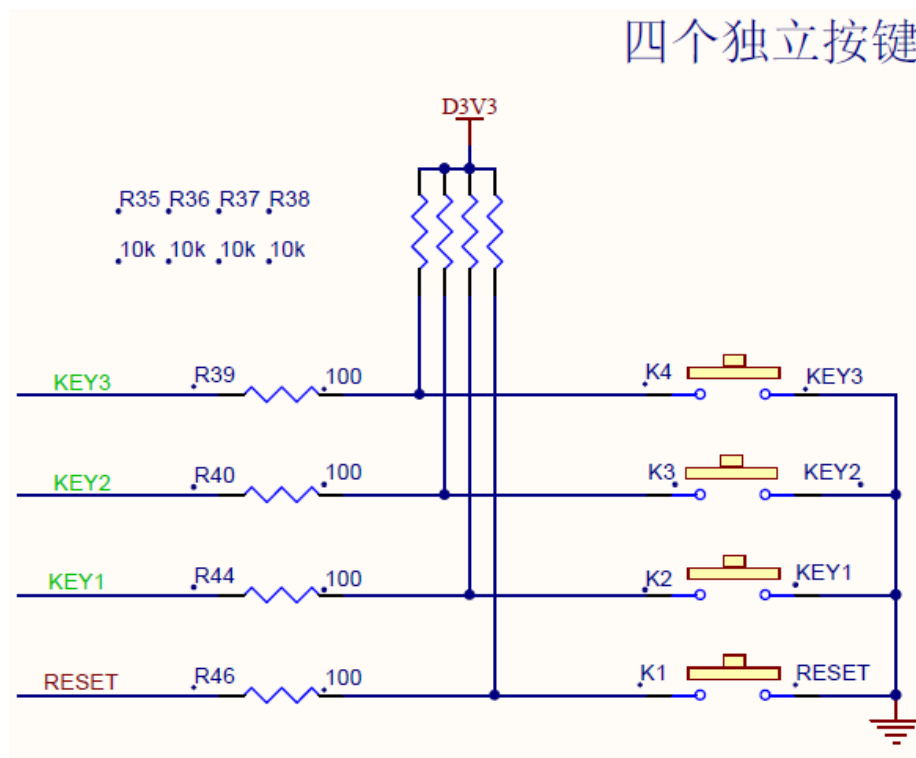 四个独立按键
D3V3
R35 R36 R37 R38
10k 10k 10k 10k
KEY3 R39 100 K4 KEY3
KEY2 R40 100 K3 KEY2
KEY1 R44 100 K2 KEY1
RESET R46 100 K1 RESET